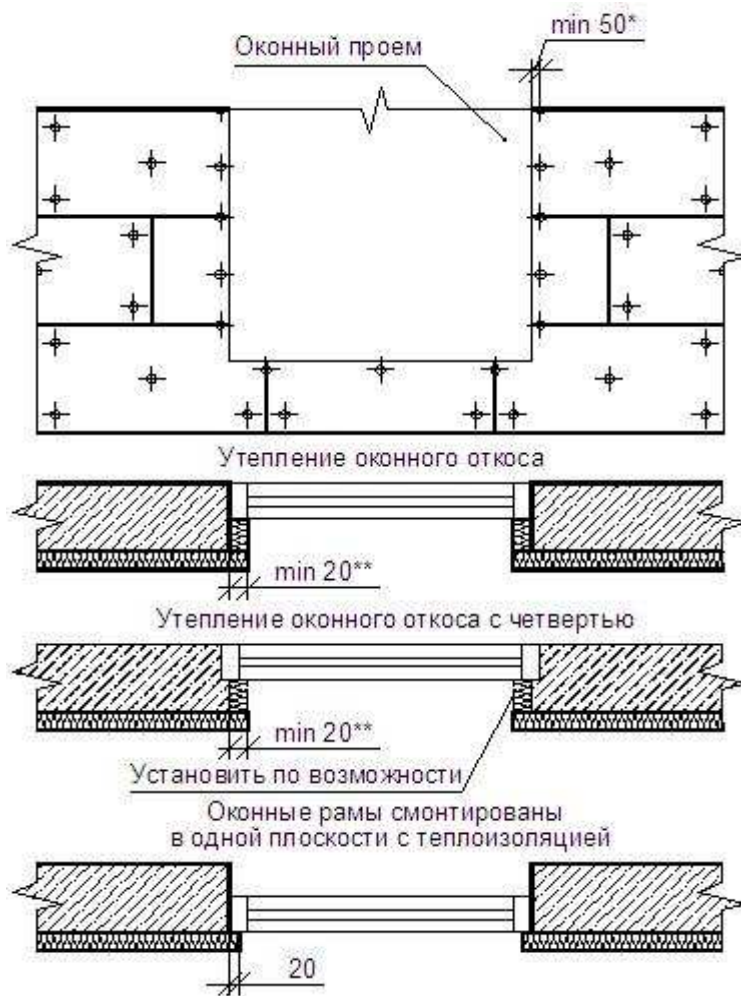 min 50*
Оконный проем
Утепление оконного откоса
min 20**
Утепление оконного откоса с четвертью
min 20**
Установить по возможности
Оконные рамы смонтированы
в одной плоскости с теплоизоляцией
20